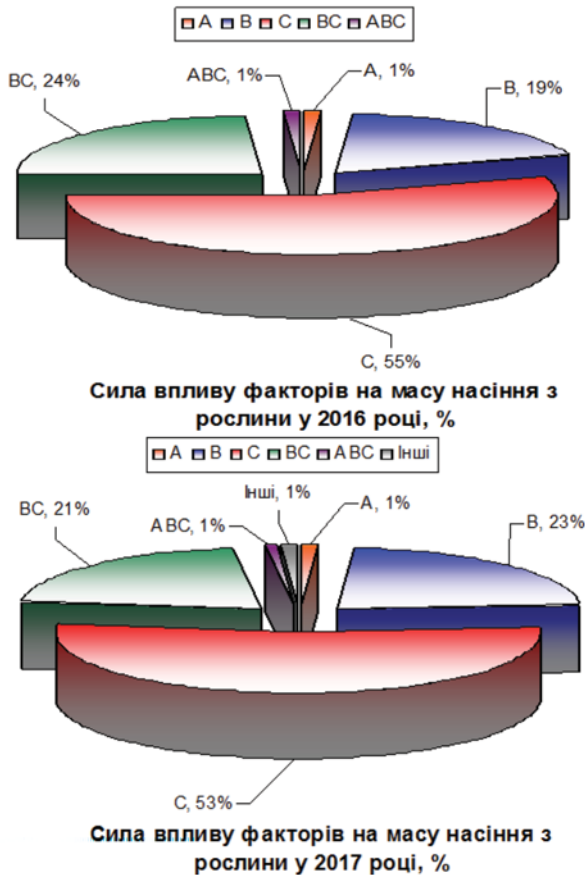 A B C BC ABC
ABC, 1%
A, 1%
BC, 24%
B, 19%
C, 55%
Сила впливу факторів на масу насіння з
рослини у 2016 році, %
A B C BC ABC Інші
Інші, 1%
BC, 21%
ABC, 1%
A, 1%
B, 23%
C, 53%
Сила впливу факторів на масу насіння з
рослини у 2017 році, %